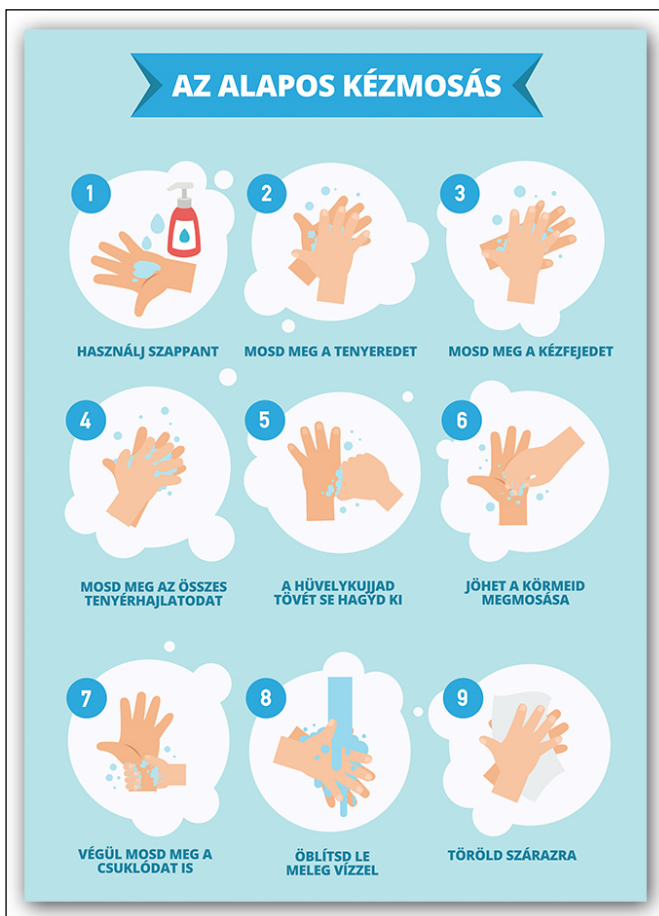 AZ ALAPOS KÉZMOSÁS
1
HASZNÁLJ SZAPPANT
2
MOSD MEG A TENYEREDET
3
MOSD MEG A KÉZFEJEDET
4
MOSD MEG AZ ÖSSZES
TENYÉRHAJLATODAT
5
A HÜVELYKUJJAD
TÖVÉT SE HAGYD KI
6
JÖHET A KÖRMEID
MEGMOSÁSA
7
VÉGÜL MOSD MEG A
CSUKLÓDAT IS
8
ÖBLÍTSD LE
MELEG VÍZZEL
9
TÖRÖLD SZÁRAZRA